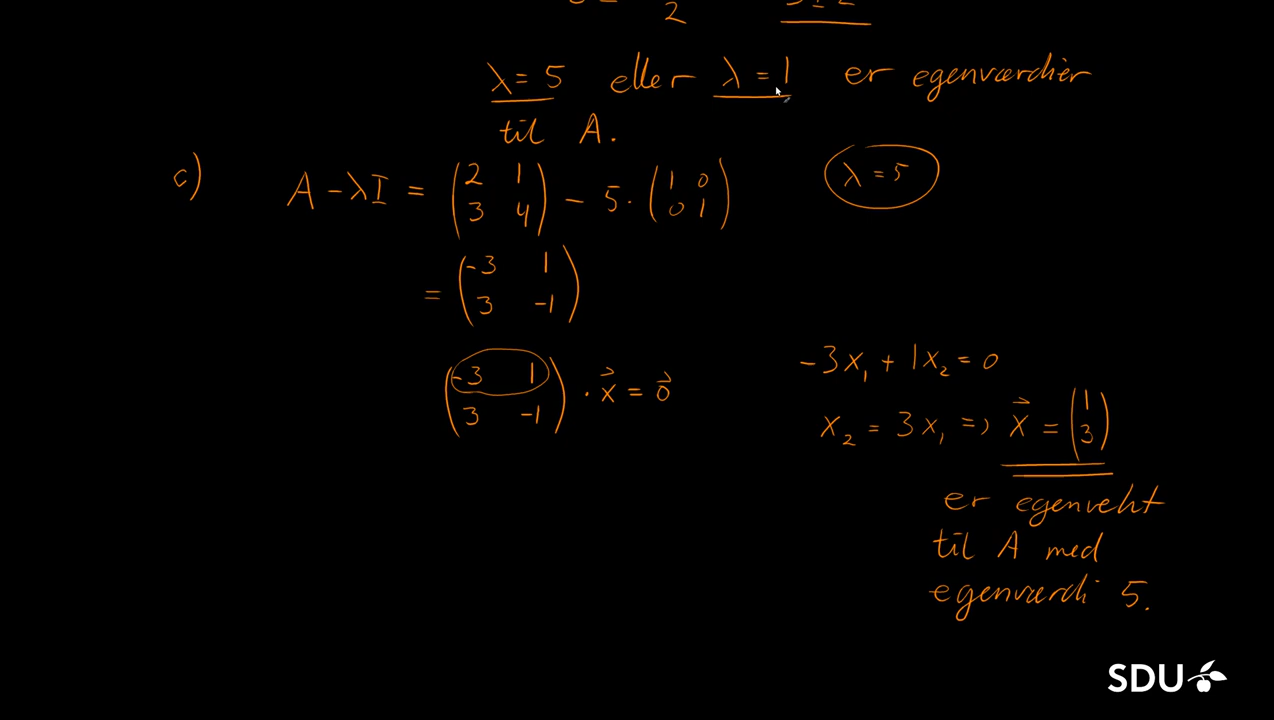 2
λ = 5 eller λ = 1 er egenværdier
til A.
c) A - λI = (2 1 3 4) - 5 · (1 0 0 1) λ = 5
= (-3 1 3 -1)
(-3 1 3 -1) · x⃗ = 0⃗
-3x₁ + 1x₂ = 0
x₂ = 3x₁ => x⃗ = (1 3)
er egenvekt
til A med
egenværdi 5.
SDU